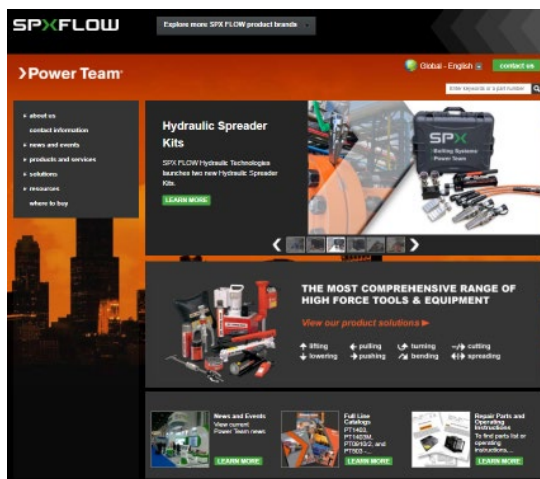 SPXFLOW
Explore more SPX FLOW product brands
Power Team
Global - English
contact us
Enter keywords or a part number
about us
contact information
news and events
products and services
solutions
resources
where to buy
Hydraulic Spreader
Kits
SPX FLOW Hydraulic Technologies
launches two new Hydraulic Spreader
Kits.
LEARN MORE
SPX
Bolting Systems
Power Team
THE MOST COMPREHENSIVE RANGE OF
HIGH FORCE TOOLS & EQUIPMENT
View our product solutions
lifting
pulling
turning
cutting
lowering
pushing
bending
spreading
News and Events
View current
Power Team news
LEARN MORE
Full Line
Catalogs
PT1403,
PT1403M,
PT0910/2, and
PT503 -...
LEARN MORE
Repair Parts and
Operating
Instructions
To find parts list or
operating
instructions,...
LEARN MORE